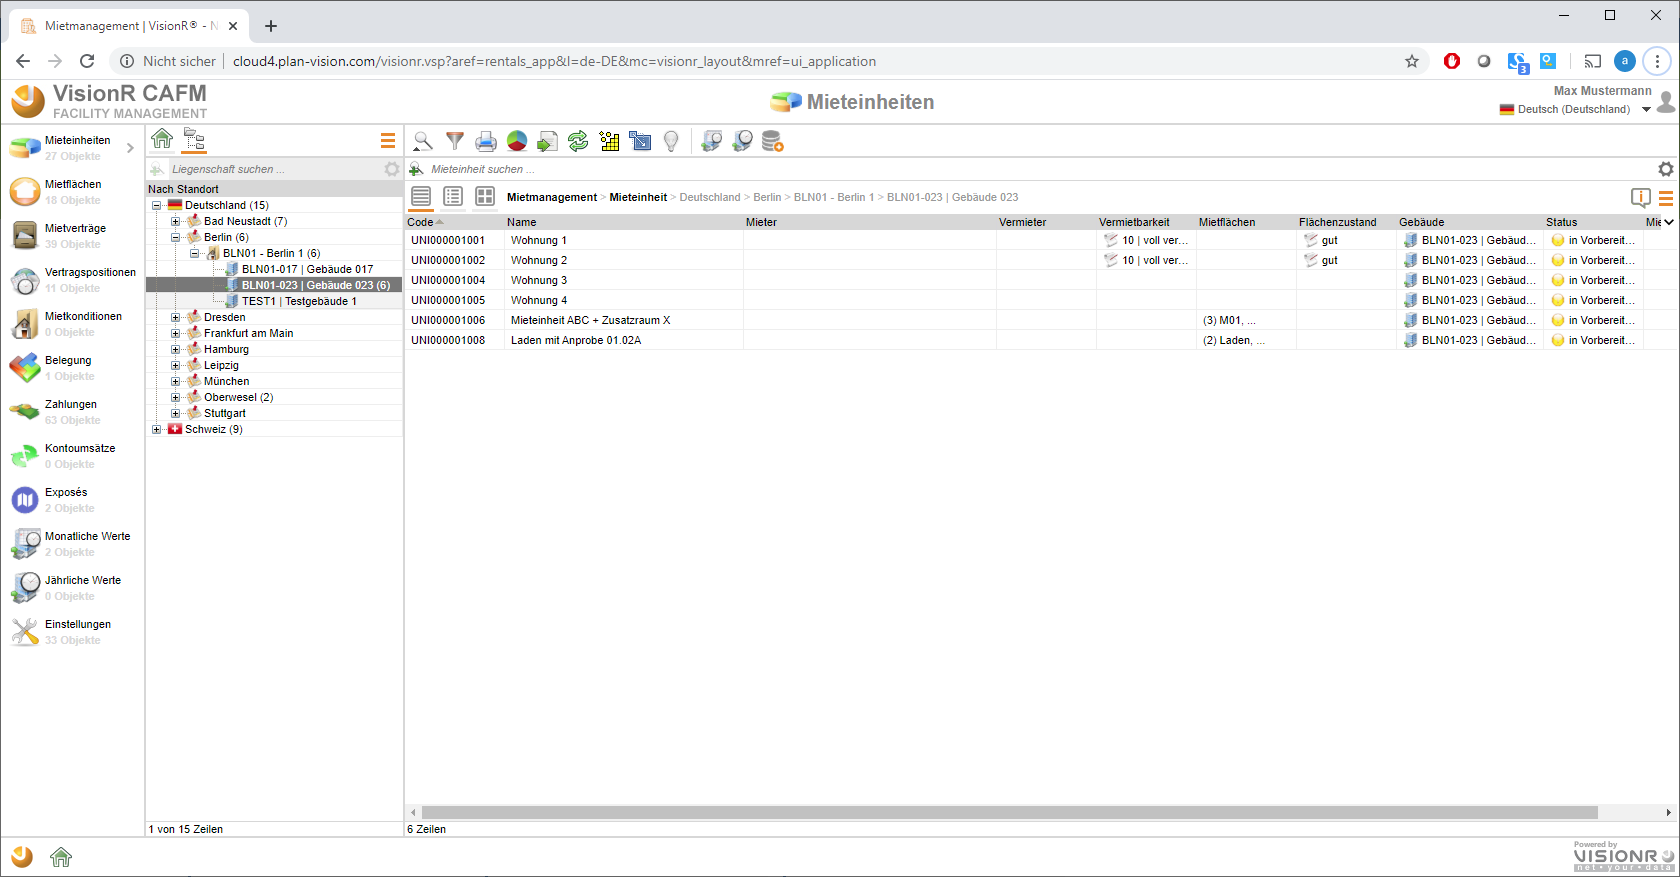 Mietmanagement | VisionR® - N
Nicht sicher cloud4.plan-vision.com/visionr.vsp?aref=rentals_app&l=de-DE&mc=visionr_layout&mref=ui_application
3
a
VisionR CAFM
FACILITY MANAGEMENT
Mieteinheiten
Max Mustermann
Deutsch (Deutschland)
Mieteinheiten
27 Objekte
Mietflächen
18 Objekte
Mietverträge
39 Objekte
Vertragspositionen
11 Objekte
Mietkonditionen
0 Objekte
Belegung
1 Objekte
Zahlungen
63 Objekte
Kontoumsätze
0 Objekte
Exposés
2 Objekte
Monatliche Werte
2 Objekte
Jährliche Werte
0 Objekte
Einstellungen
33 Objekte
Liegenschaft suchen ...
Nach Standort
Deutschland (15)
Bad Neustadt (7)
Berlin (6)
BLN01 - Berlin 1 (6)
BLN01-017 | Gebäude 017
BLN01-023 | Gebäude 023 (6)
TEST1 | Testgebäude 1
Dresden
Frankfurt am Main
Hamburg
Leipzig
München
Oberwesel (2)
Stuttgart
Schweiz (9)
1 von 15 Zeilen
Mieteinheit suchen ...
Mietmanagement > Mieteinheit > Deutschland > Berlin > BLN01 - Berlin 1 > BLN01-023 | Gebäude 023
Code Name Mieter Vermieter Vermietbarkeit Mietflächen Flächenzustand Gebäude Status Mie
UNI000001001 Wohnung 1 10 | voll ver... gut BLN01-023 | Gebäud... in Vorbereit...
UNI000001002 Wohnung 2 10 | voll ver... gut BLN01-023 | Gebäud... in Vorbereit...
UNI000001004 Wohnung 3 BLN01-023 | Gebäud... in Vorbereit...
UNI000001005 Wohnung 4 BLN01-023 | Gebäud... in Vorbereit...
UNI000001006 Mieteinheit ABC + Zusatzraum X (3) M01, ... BLN01-023 | Gebäud... in Vorbereit...
UNI000001008 Laden mit Anprobe 01.02A (2) Laden, ... BLN01-023 | Gebäud... in Vorbereit...
6 Zeilen
Powered by
VISIONR
net·your·data